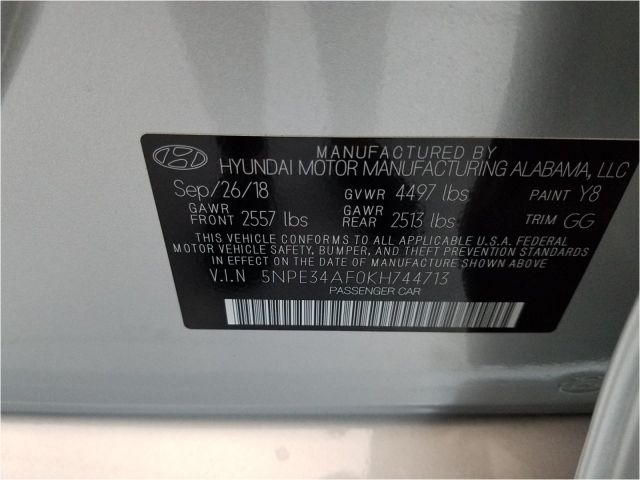 MANUFACTURED BY
HYUNDAI MOTOR MANUFACTURING ALABAMA, LLC
Sep/26/18 GVWR 4497 lbs PAINT Y8
GAWR FRONT 2557 lbs GAWR REAR 2513 lbs TRIM GG
THIS VEHICLE CONFORMS TO ALL APPLICABLE U.S.A. FEDERAL
MOTOR VEHICLE SAFETY, BUMPER, AND THEFT PREVENTION STANDARDS
IN EFFECT ON THE DATE OF MANUFACTURE SHOWN ABOVE
V.I.N 5NPE34AF0KH744713
PASSENGER CAR